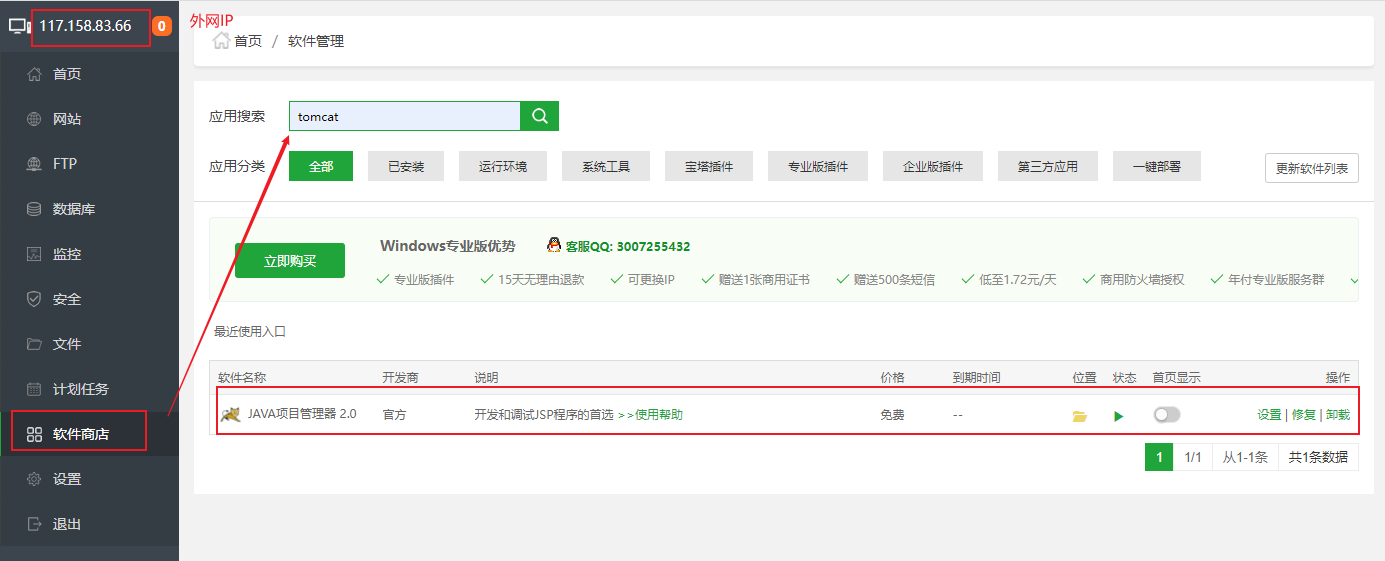 117.158.83.66 0
外网IP
首页 / 软件管理
首页
网站
FTP
数据库
监控
安全
文件
计划任务
软件商店
设置
退出
应用搜索 tomcat
应用分类 全部 已安装 运行环境 系统工具 宝塔插件 专业版插件 企业版插件 第三方应用 一键部署 更新软件列表
立即购买 Windows专业版优势 客服QQ: 3007255432
专业版插件 15天无理由退款 可更换IP 赠送1张商用证书 赠送500条短信 低至1.72元/天 商用防火墙授权 年付专业版服务群
最近使用入口
软件名称 开发商 说明 价格 到期时间 位置 状态 首页显示 操作
JAVA项目管理器 2.0 官方 开发和调试JSP程序的首选 >>使用帮助 免费 -- 设置 | 修复 | 卸载
1 1/1 从1-1条 共1条数据